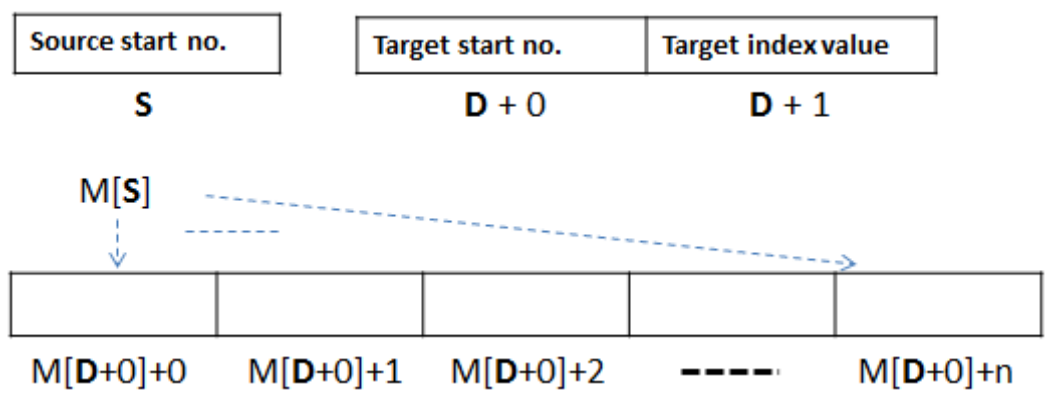 Source start no. Target start no. Target index value
S D + 0 D + 1
M[S]
M[D+0]+0 M[D+0]+1 M[D+0]+2 ----- M[D+0]+n